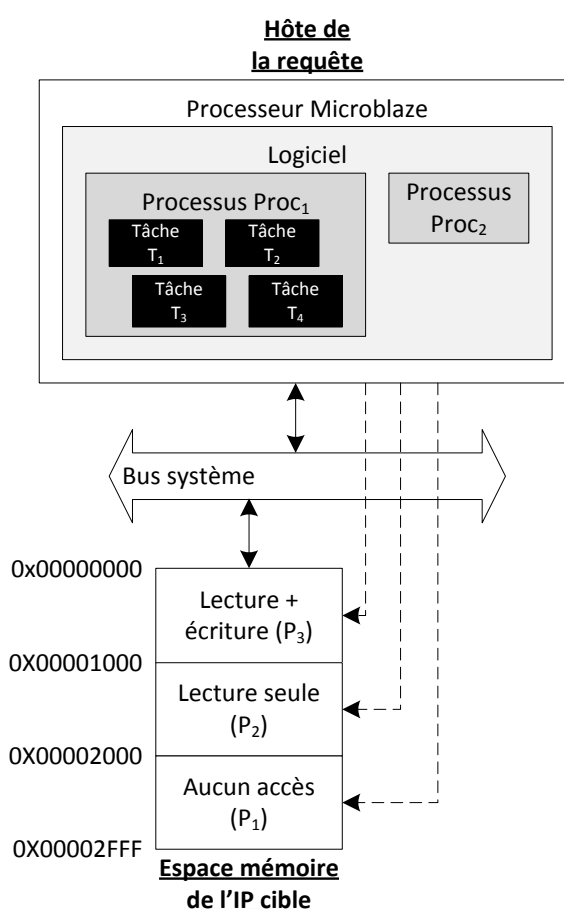 Hôte de
la requête
Processeur Microblaze
Logiciel
Processus Proc₁
Tâche
T₁
Tâche
T₂
Tâche
T₃
Tâche
T₄
Processus
Proc₂
Bus système
0x00000000
Lecture +
écriture (P₃)
0X00001000
Lecture seule
(P₂)
0X00002000
Aucun accès
(P₁)
0X00002FFF
Espace mémoire
de l'IP cible